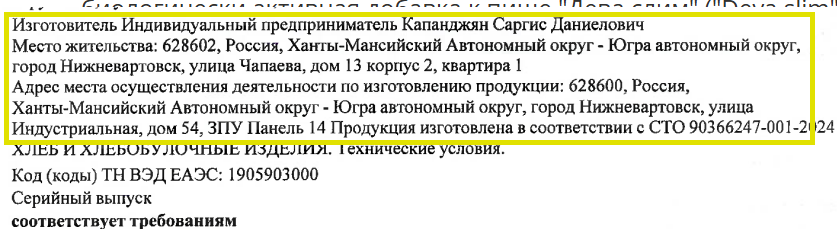 биологически активная добавка к пище "Дева слим" ("Deva slim"
Изготовитель Индивидуальный предприниматель Капанджян Саргис Даниелович
Место жительства: 628602, Россия, Ханты-Мансийский Автономный округ - Югра автономный округ,
город Нижневартовск, улица Чапаева, дом 13 корпус 2, квартира 1
Адрес места осуществления деятельности по изготовлению продукции: 628600, Россия,
Ханты-Мансийский Автономный округ - Югра автономный округ, город Нижневартовск, улица
Индустриальная, дом 54, ЗПУ Панель 14 Продукция изготовлена в соответствии с СТО 90366247-001-2024
ХЛЕБ И ХЛЕБОБУЛОЧНЫЕ ИЗДЕЛИЯ. Технические условия.
Код (коды) ТН ВЭД ЕАЭС: 1905903000
Серийный выпуск
соответствует требованиям